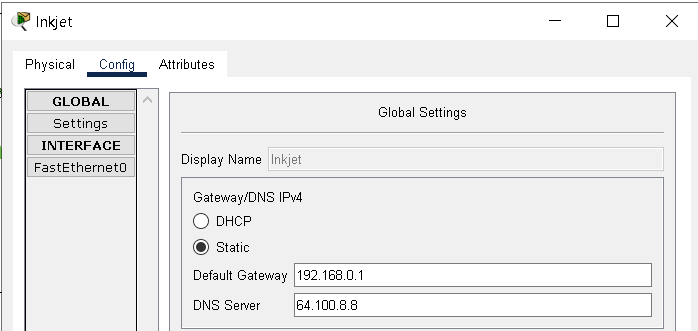 Inkjet
Physical Config Attributes
GLOBAL
Settings
INTERFACE
FastEthernet0
Global Settings
Display Name Inkjet
Gateway/DNS IPv4
DHCP
Static
Default Gateway 192.168.0.1
DNS Server 64.100.8.8